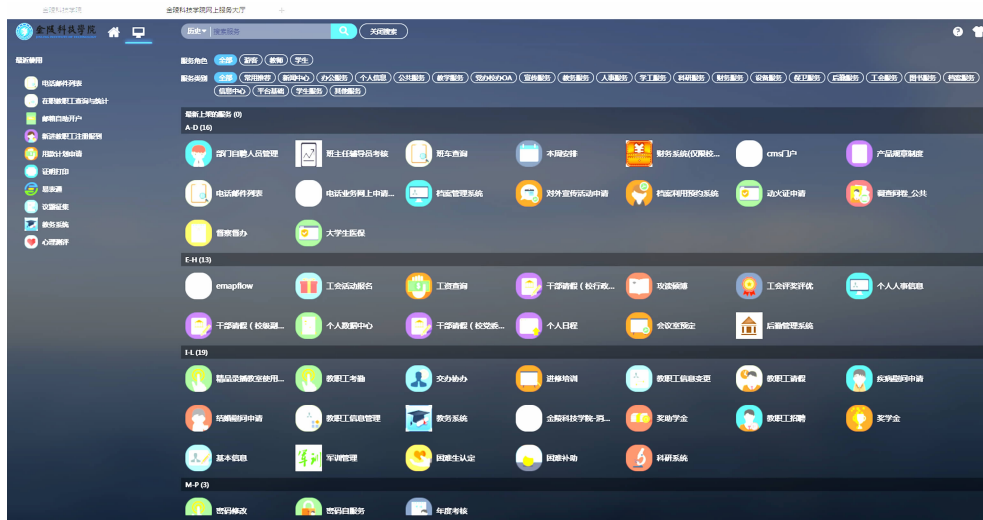 金陵科技学院 金陵科技学院网上服务大厅
金陵科技学院 历史 搜索服务 关闭搜索
最近使用
电话邮件列表
在职教职工查询与统计
邮箱自助开户
新进教职工注册报到
用款计划申请
证明打印
易表通
议题征集
教务系统
心理测评
服务角色 全部 游客 教师 学生
服务类别 全部 常用推荐 新闻中心 办公服务 个人信息 公共服务 教学服务 党办校办OA 宣传服务 教务服务 人事服务 学工服务 科研服务 财务服务 设备服务 保卫服务 后勤服务 工会服务 图书服务 档案服务
信息中心 平台基础 学生服务 其他服务
最新上架的服务 (0)
A-D (16)
部门自聘人员管理 班主任辅导员考核 班车查询 本周安排 财务系统(仅限校... cms门户 产品规章制度
电话邮件列表 电话业务网上申请... 档案管理系统 对外宣传活动申请 档案利用预约系统 动火证申请 调查问卷_公共
督察督办 大学生医保
E-H (13)
emapflow 工会活动报名 工资查询 干部请假（校行政... 攻读硕博 工会评奖评优 个人人事信息
干部请假（校级副... 个人数据中心 干部请假（校党委... 个人日程 会议室预定 后勤管理系统
I-L (19)
精品录播教室使用... 教职工考勤 交办协办 进修培训 教职工信息变更 教职工请假 疾病慰问申请
结婚慰问申请 教职工信息管理 教务系统 金陵科技学院-消... 奖助学金 教职工招聘 奖学金
基本信息 军训管理 困难生认定 困难补助 科研系统
M-P (3)
密码修改 密码自服务 年度考核